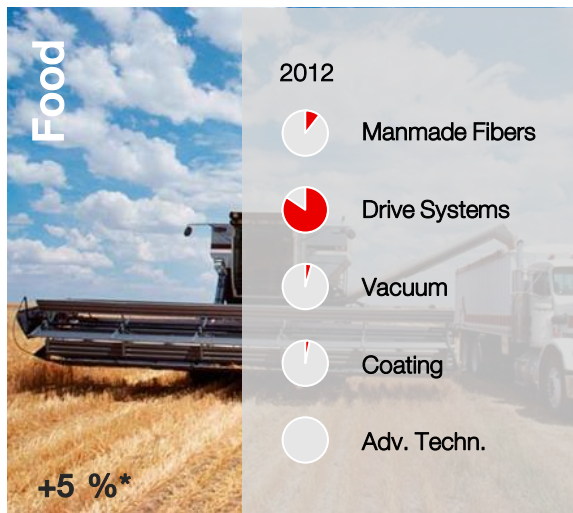 Food
2012
Manmade Fibers
Drive Systems
Vacuum
Coating
Adv. Techn.
+5 %*